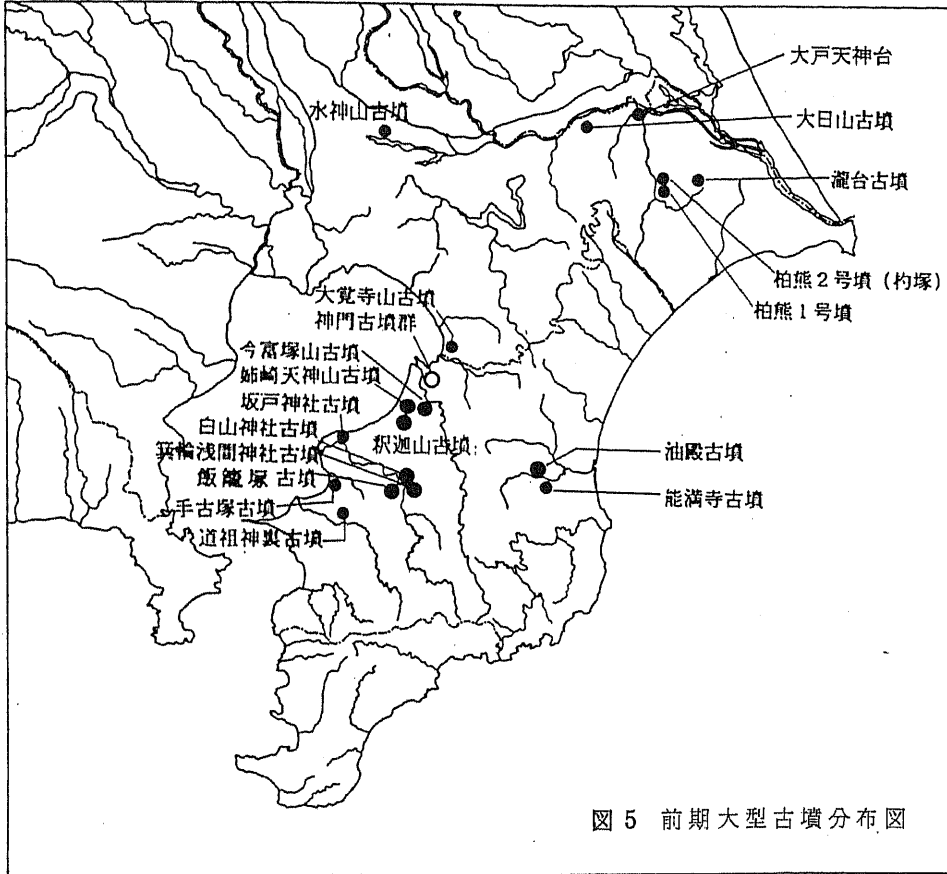 大戸天神台
水神山古墳
大日山古墳
瀧台古墳
柏熊2号墳（杓塚）
柏熊1号墳
大覚寺山古墳
神門古墳群
今富塚山古墳
姉崎天神山古墳
坂戸神社古墳
白山神社古墳
釈迦山古墳
箕輪浅間神社古墳
飯籠塚古墳
手古塚古墳
道祖神裏古墳
油殿古墳
能満寺古墳
図5 前期大型古墳分布図